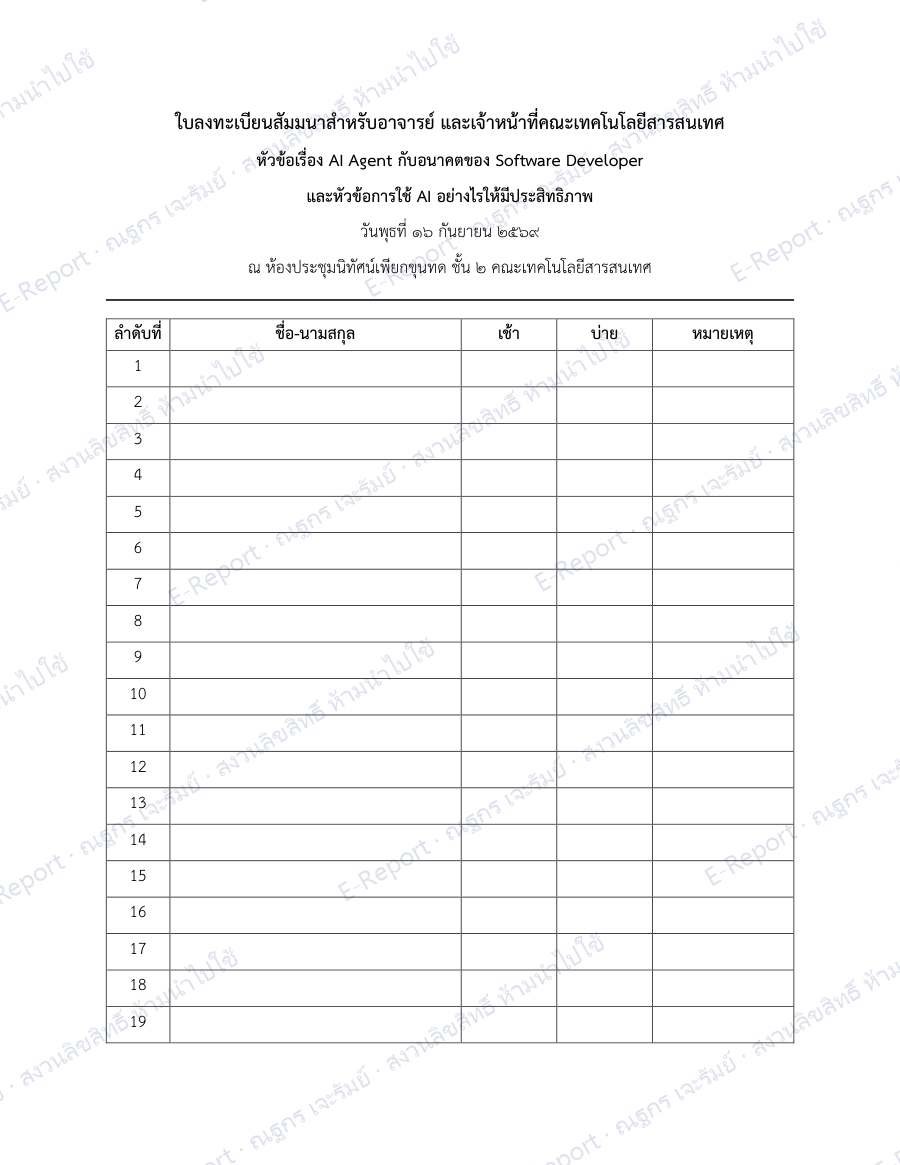 ใบลงทะเบียนสัมมนาสำหรับอาจารย์ และเจ้าหน้าที่คณะเทคโนโลยีสารสนเทศ
หัวข้อเรื่อง AI Agent กับอนาคตของ Software Developer
และหัวข้อการใช้ AI อย่างไรให้มีประสิทธิภาพ
วันพุธที่ ๑๖ กันยายน ๒๕๖๙
ณ ห้องประชุมนิทัศน์เพียกขุนทด ชั้น ๒ คณะเทคโนโลยีสารสนเทศ
ลำดับที่ ชื่อ-นามสกุล เช้า บ่าย หมายเหตุ
1
2
3
4
5
6
7
8
9
10
11
12
13
14
15
16
17
18
19
E-Report · ณฐกร เจะรัมย์ · สงวนลิขสิทธิ์ ห้ามนำไปใช้